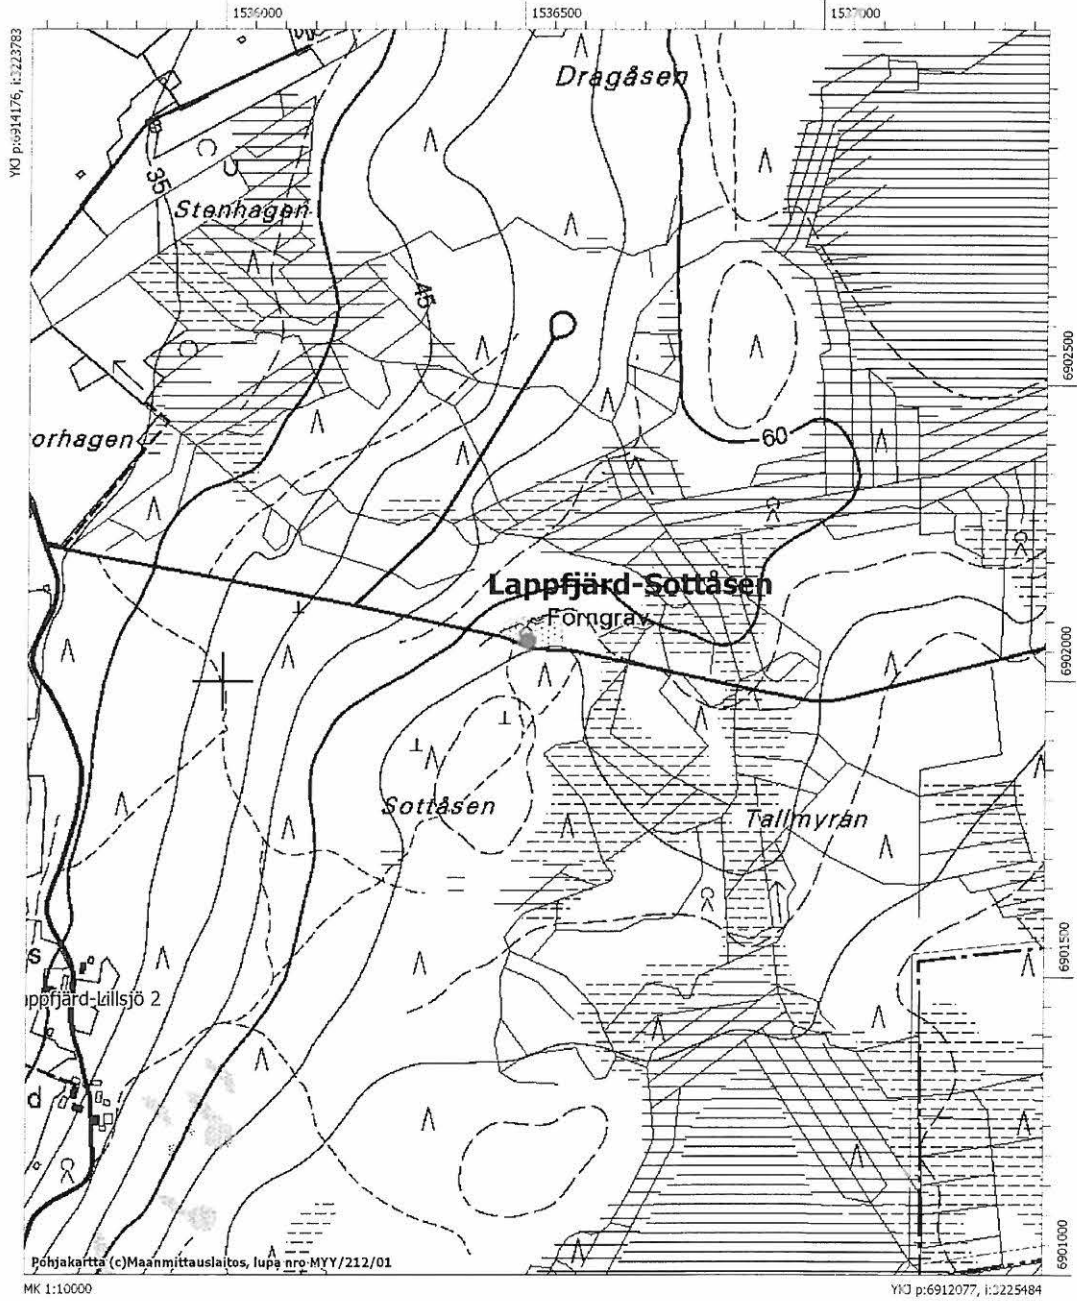 1536000
1536500
1537000
YKJ p:6914176, i:3223783
Dragåsen
35
Stenhagen
45
6902500
orhagen
60
Lappfjärd-Sottåsen
Forngrav
6902000
Sottåsen
Tallmyran
6901500
s
appfjärd-Lillsjö 2
d
6901000
Pohjakartta (c)Maanmittauslaitos, lupa nro MYY/212/01
MK 1:10000
YKJ p:6912077, i:3225484